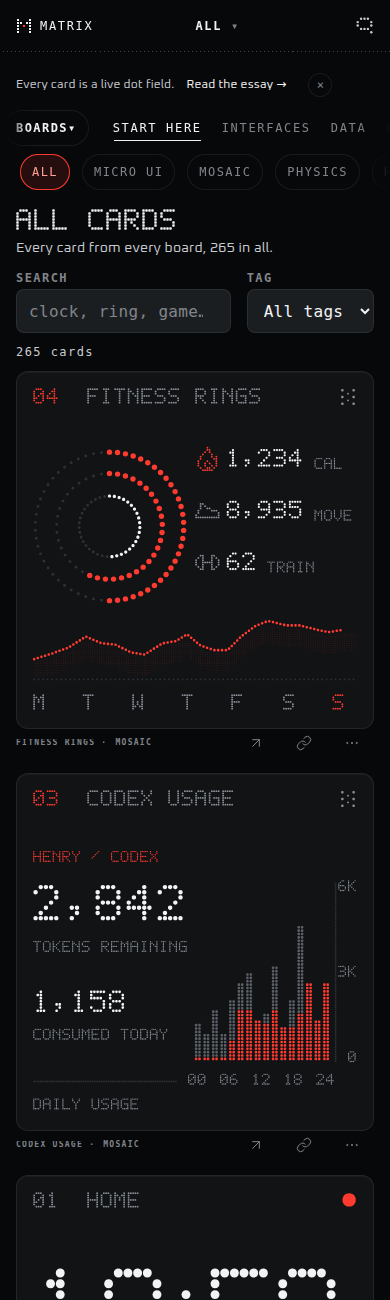 MATRIX
ALL ▾
Every card is a live dot field. Read the essay → ×
BOARDS▾ START HERE INTERFACES DATA
ALL MICRO UI MOSAIC PHYSICS
ALL CARDS
Every card from every board, 265 in all.
SEARCH TAG
clock, ring, game… All tags
265 cards
04 FITNESS RINGS
1,234 CAL
8,935 MOVE
62 TRAIN
M T W T F S S
FITNESS RINGS · MOSAIC
03 CODEX USAGE
HENRY / CODEX
2,842
TOKENS REMAINING
1,158
CONSUMED TODAY
DAILY USAGE
6K
3K
0
00 06 12 18 24
CODEX USAGE · MOSAIC
01 HOME